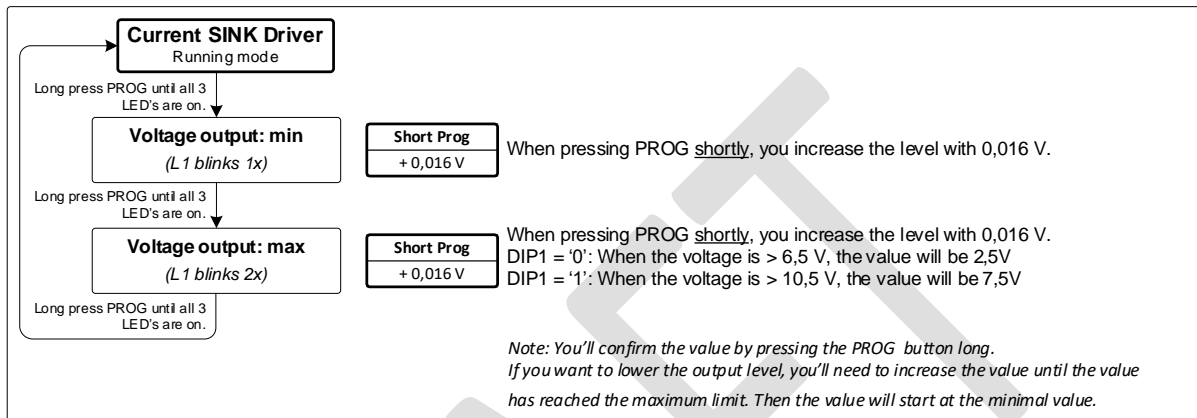 Current SINK Driver
Running mode
Long press PROG until all 3
LED's are on.
Voltage output: min
(L1 blinks 1x)
Short Prog
+ 0,016 V
When pressing PROG shortly, you increase the level with 0,016 V.
Long press PROG until all 3
LED's are on.
Voltage output: max
(L1 blinks 2x)
Short Prog
+ 0,016 V
When pressing PROG shortly, you increase the level with 0,016 V.
DIP1 = '0': When the voltage is > 6,5 V, the value will be 2,5V
DIP1 = '1': When the voltage is > 10,5 V, the value will be 7,5V
Long press PROG until all 3
LED's are on.
Note: You'll confirm the value by pressing the PROG button long.
If you want to lower the output level, you'll need to increase the value until the value
has reached the maximum limit. Then the value will start at the minimal value.